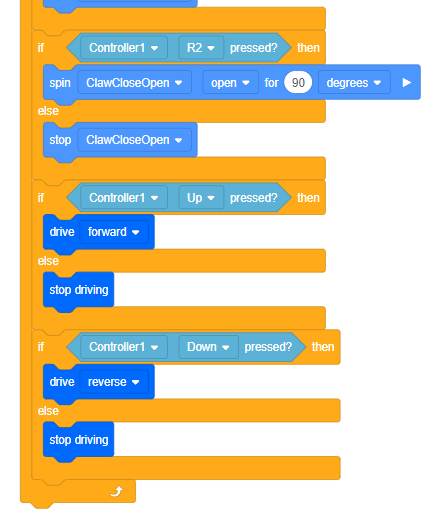 if Controller1 R2 pressed? then
spin ClawCloseOpen open for 90 degrees
else
stop ClawCloseOpen
if Controller1 Up pressed? then
drive forward
else
stop driving
if Controller1 Down pressed? then
drive reverse
else
stop driving